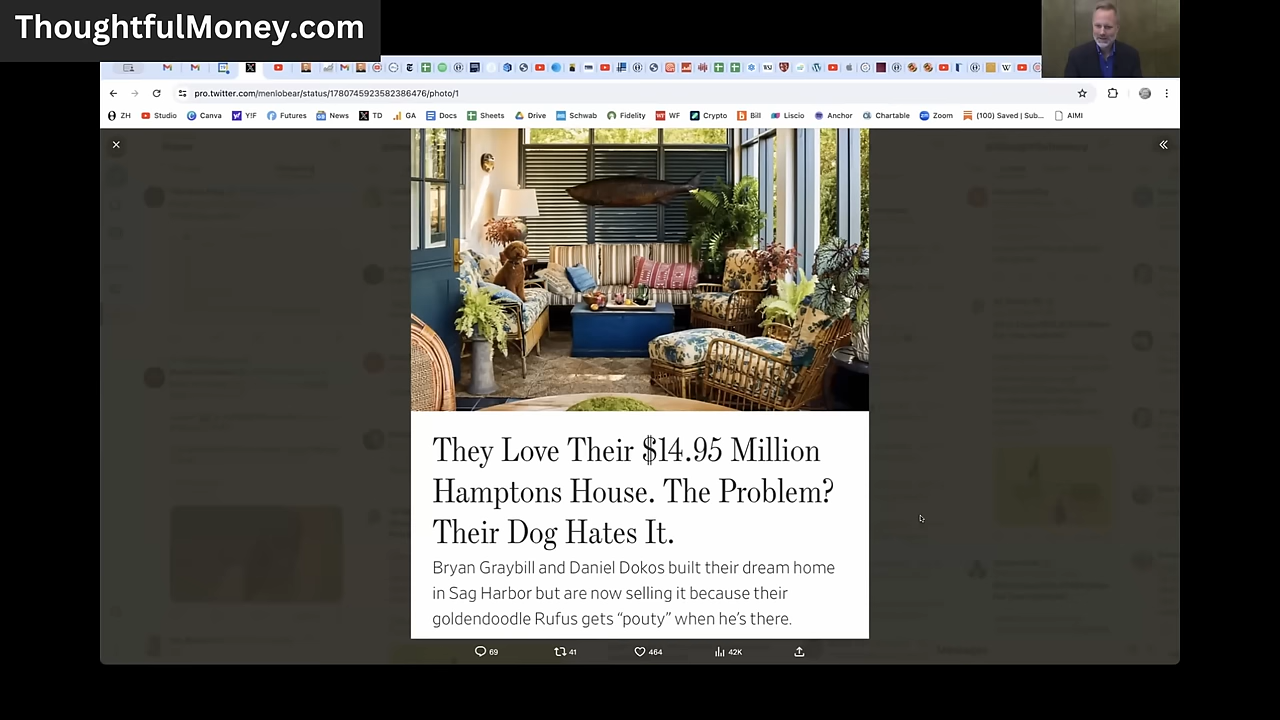 ThoughtfulMoney.com
pro.twitter.com/menlobear/status/1780745923582386476/photo/1
ZH Studio Canva Y!F Futures News TD GA Docs Sheets Drive Schwab Fidelity WF Crypto Bill Liscio Anchor Chartable Zoom (100) Saved | Sub... AIMI
They Love Their $14.95 Million
Hamptons House. The Problem?
Their Dog Hates It.
Bryan Graybill and Daniel Dokos built their dream home
in Sag Harbor but are now selling it because their
goldendoodle Rufus gets “pouty” when he’s there.
69 41 464 42K